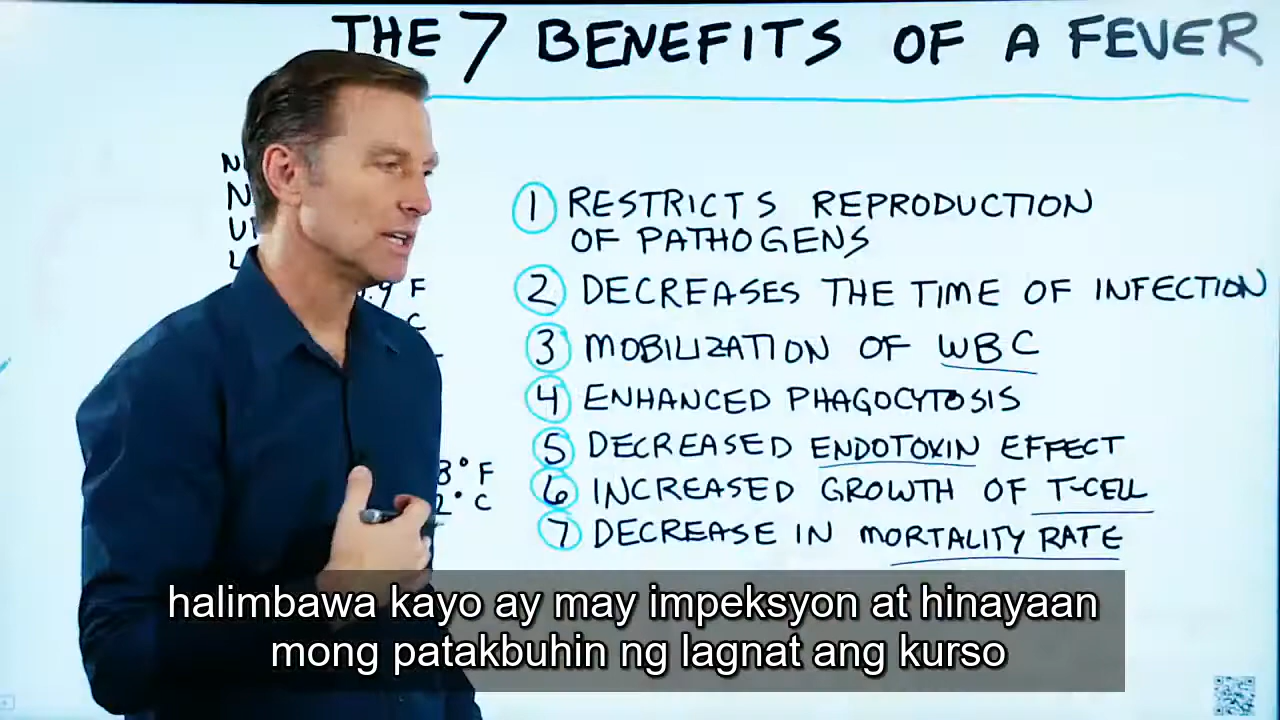 THE 7 BENEFITS OF A FEVER
1 RESTRICTS REPRODUCTION
OF PATHOGENS
2 DECREASES THE TIME OF INFECTION
3 MOBILIZATION OF WBC
4 ENHANCED PHAGOCYTOSIS
5 DECREASED ENDOTOXIN EFFECT
6 INCREASED GROWTH OF T-CELL
7 DECREASE IN MORTALITY RATE
F
C
° F
2° C
halimbawa kayo ay may impeksyon at hinayaan
mong patakbuhin ng lagnat ang kurso